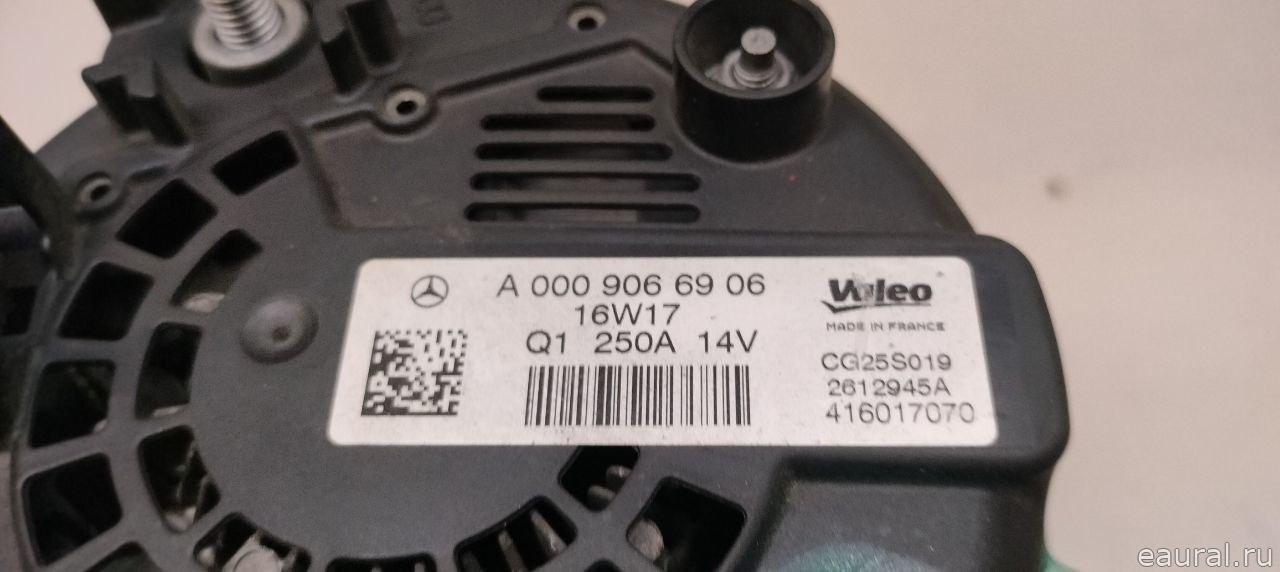 A 000 906 69 06
16W17
Q1 250A 14V
Valeo
MADE IN FRANCE
CG25S019
2612945A
416017070
eaural.ru